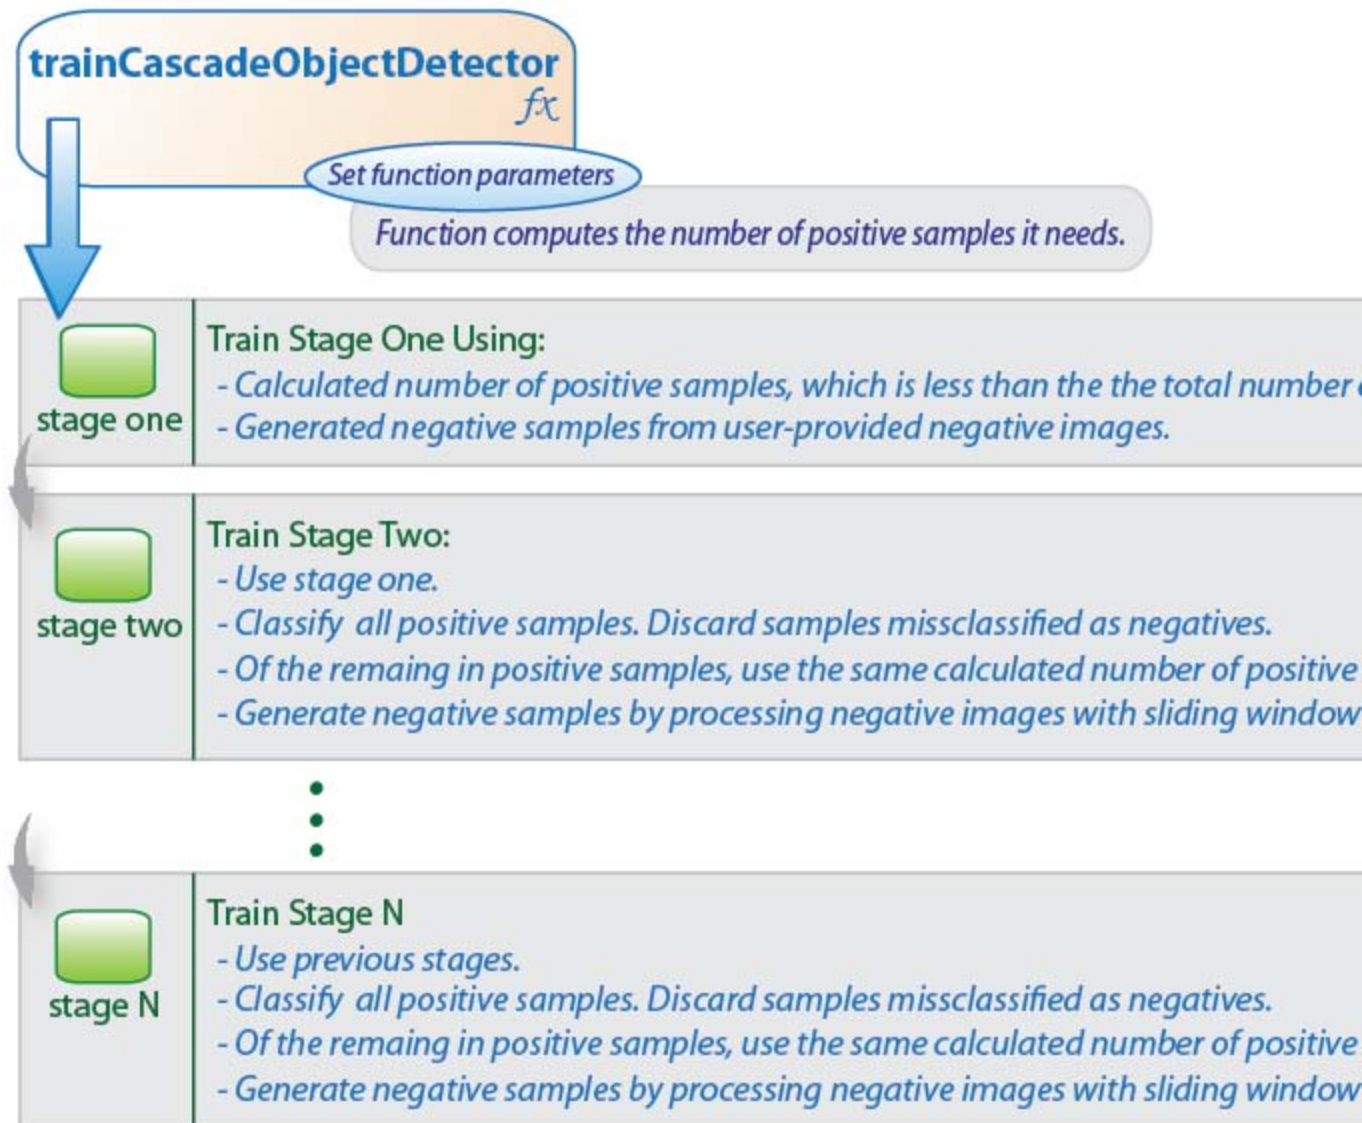 trainCascadeObjectDetector
fx
Set function parameters
Function computes the number of positive samples it needs.
Train Stage One Using:
- Calculated number of positive samples, which is less than the the total number
- Generated negative samples from user-provided negative images.
stage one
Train Stage Two:
- Use stage one.
- Classify all positive samples. Discard samples missclassified as negatives.
- Of the remaing in positive samples, use the same calculated number of positive
- Generate negative samples by processing negative images with sliding window
stage two
Train Stage N
- Use previous stages.
- Classify all positive samples. Discard samples missclassified as negatives.
- Of the remaing in positive samples, use the same calculated number of positive
- Generate negative samples by processing negative images with sliding window
stage N